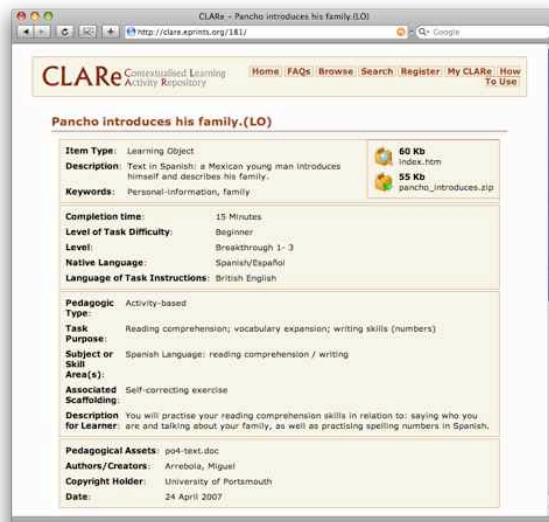 CLARe - Pancho introduces his family.(LO)
http://clare.eprints.org/181/
Google
CLARe Contextualised Learning
Activity Repository
Home FAQs Browse Search Register My CLARe How
To Use
Pancho introduces his family.(LO)
Item Type: Learning Object
Description: Text in Spanish: a Mexican young man introduces
himself and describes his family.
Keywords: Personal-information, family
60 Kb
index.htm
55 Kb
pancho_introduces.zip
Completion time: 15 Minutes
Level of Task Difficulty: Beginner
Level: Breakthrough 1- 3
Native Language: Spanish/Español
Language of Task Instructions: British English
Pedagogic Activity-based
Type:
Task Reading comprehension; vocabulary expansion; writing skills (numbers)
Purpose:
Subject or Spanish Language: reading comprehension / writing
Skill
Area(s):
Associated Self-correcting exercise
Scaffolding:
Description You will practise your reading comprehension skills in relation to: saying who you
for Learner: are and talking about your family, as well as practising spelling numbers in Spanish.
Pedagogical Assets: po4-text.doc
Authors/Creators: Arrebola, Miguel
Copyright Holder: University of Portsmouth
Date: 24 April 2007